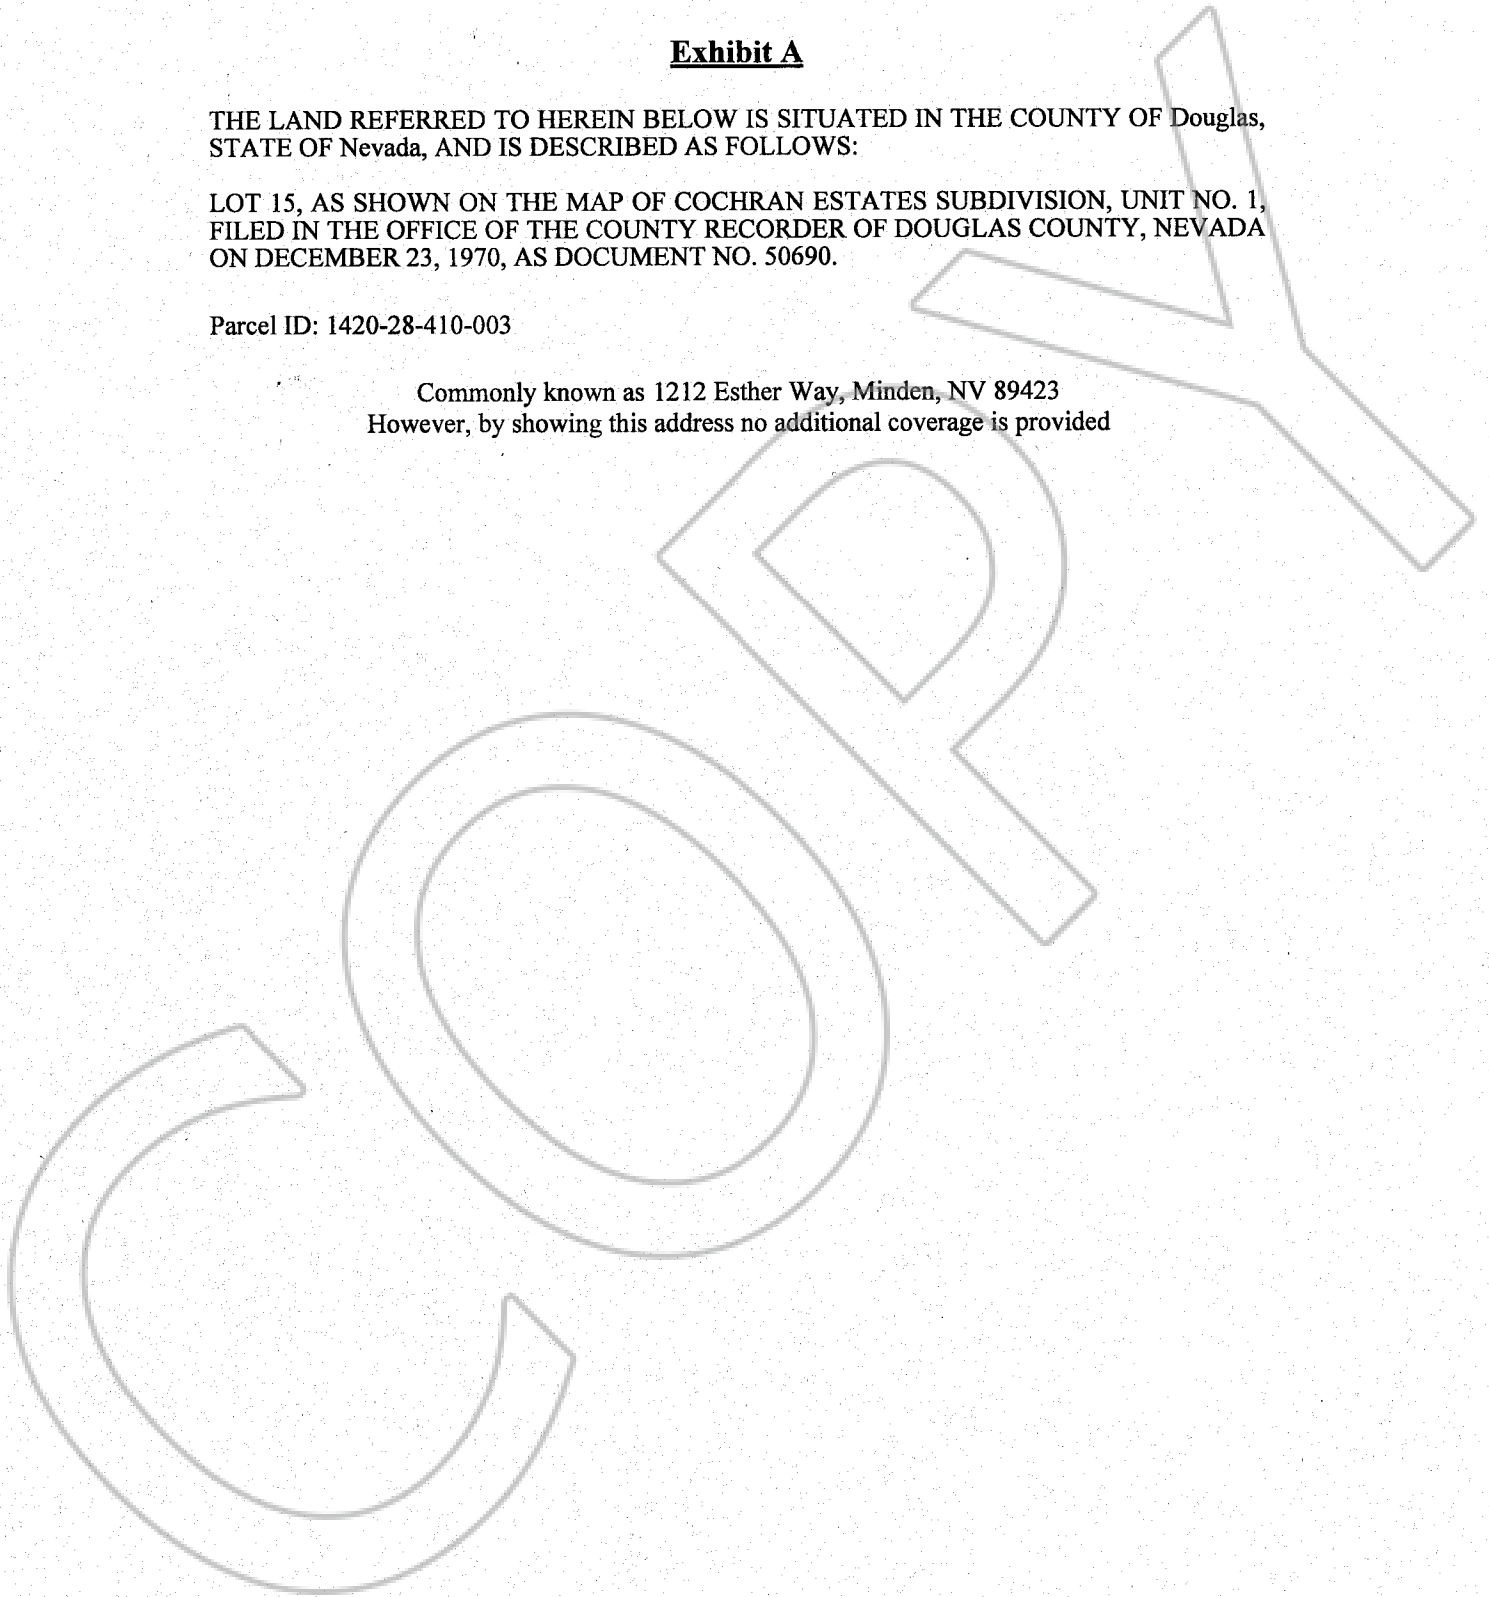 Exhibit A
THE LAND REFERRED TO HEREIN BELOW IS SITUATED IN THE COUNTY OF Douglas,
STATE OF Nevada, AND IS DESCRIBED AS FOLLOWS:
LOT 15, AS SHOWN ON THE MAP OF COCHRAN ESTATES SUBDIVISION, UNIT NO. 1,
FILED IN THE OFFICE OF THE COUNTY RECORDER OF DOUGLAS COUNTY, NEVADA
ON DECEMBER 23, 1970, AS DOCUMENT NO. 50690.
Parcel ID: 1420-28-410-003
Commonly known as 1212 Esther Way, Minden, NV 89423
However, by showing this address no additional coverage is provided
COPY